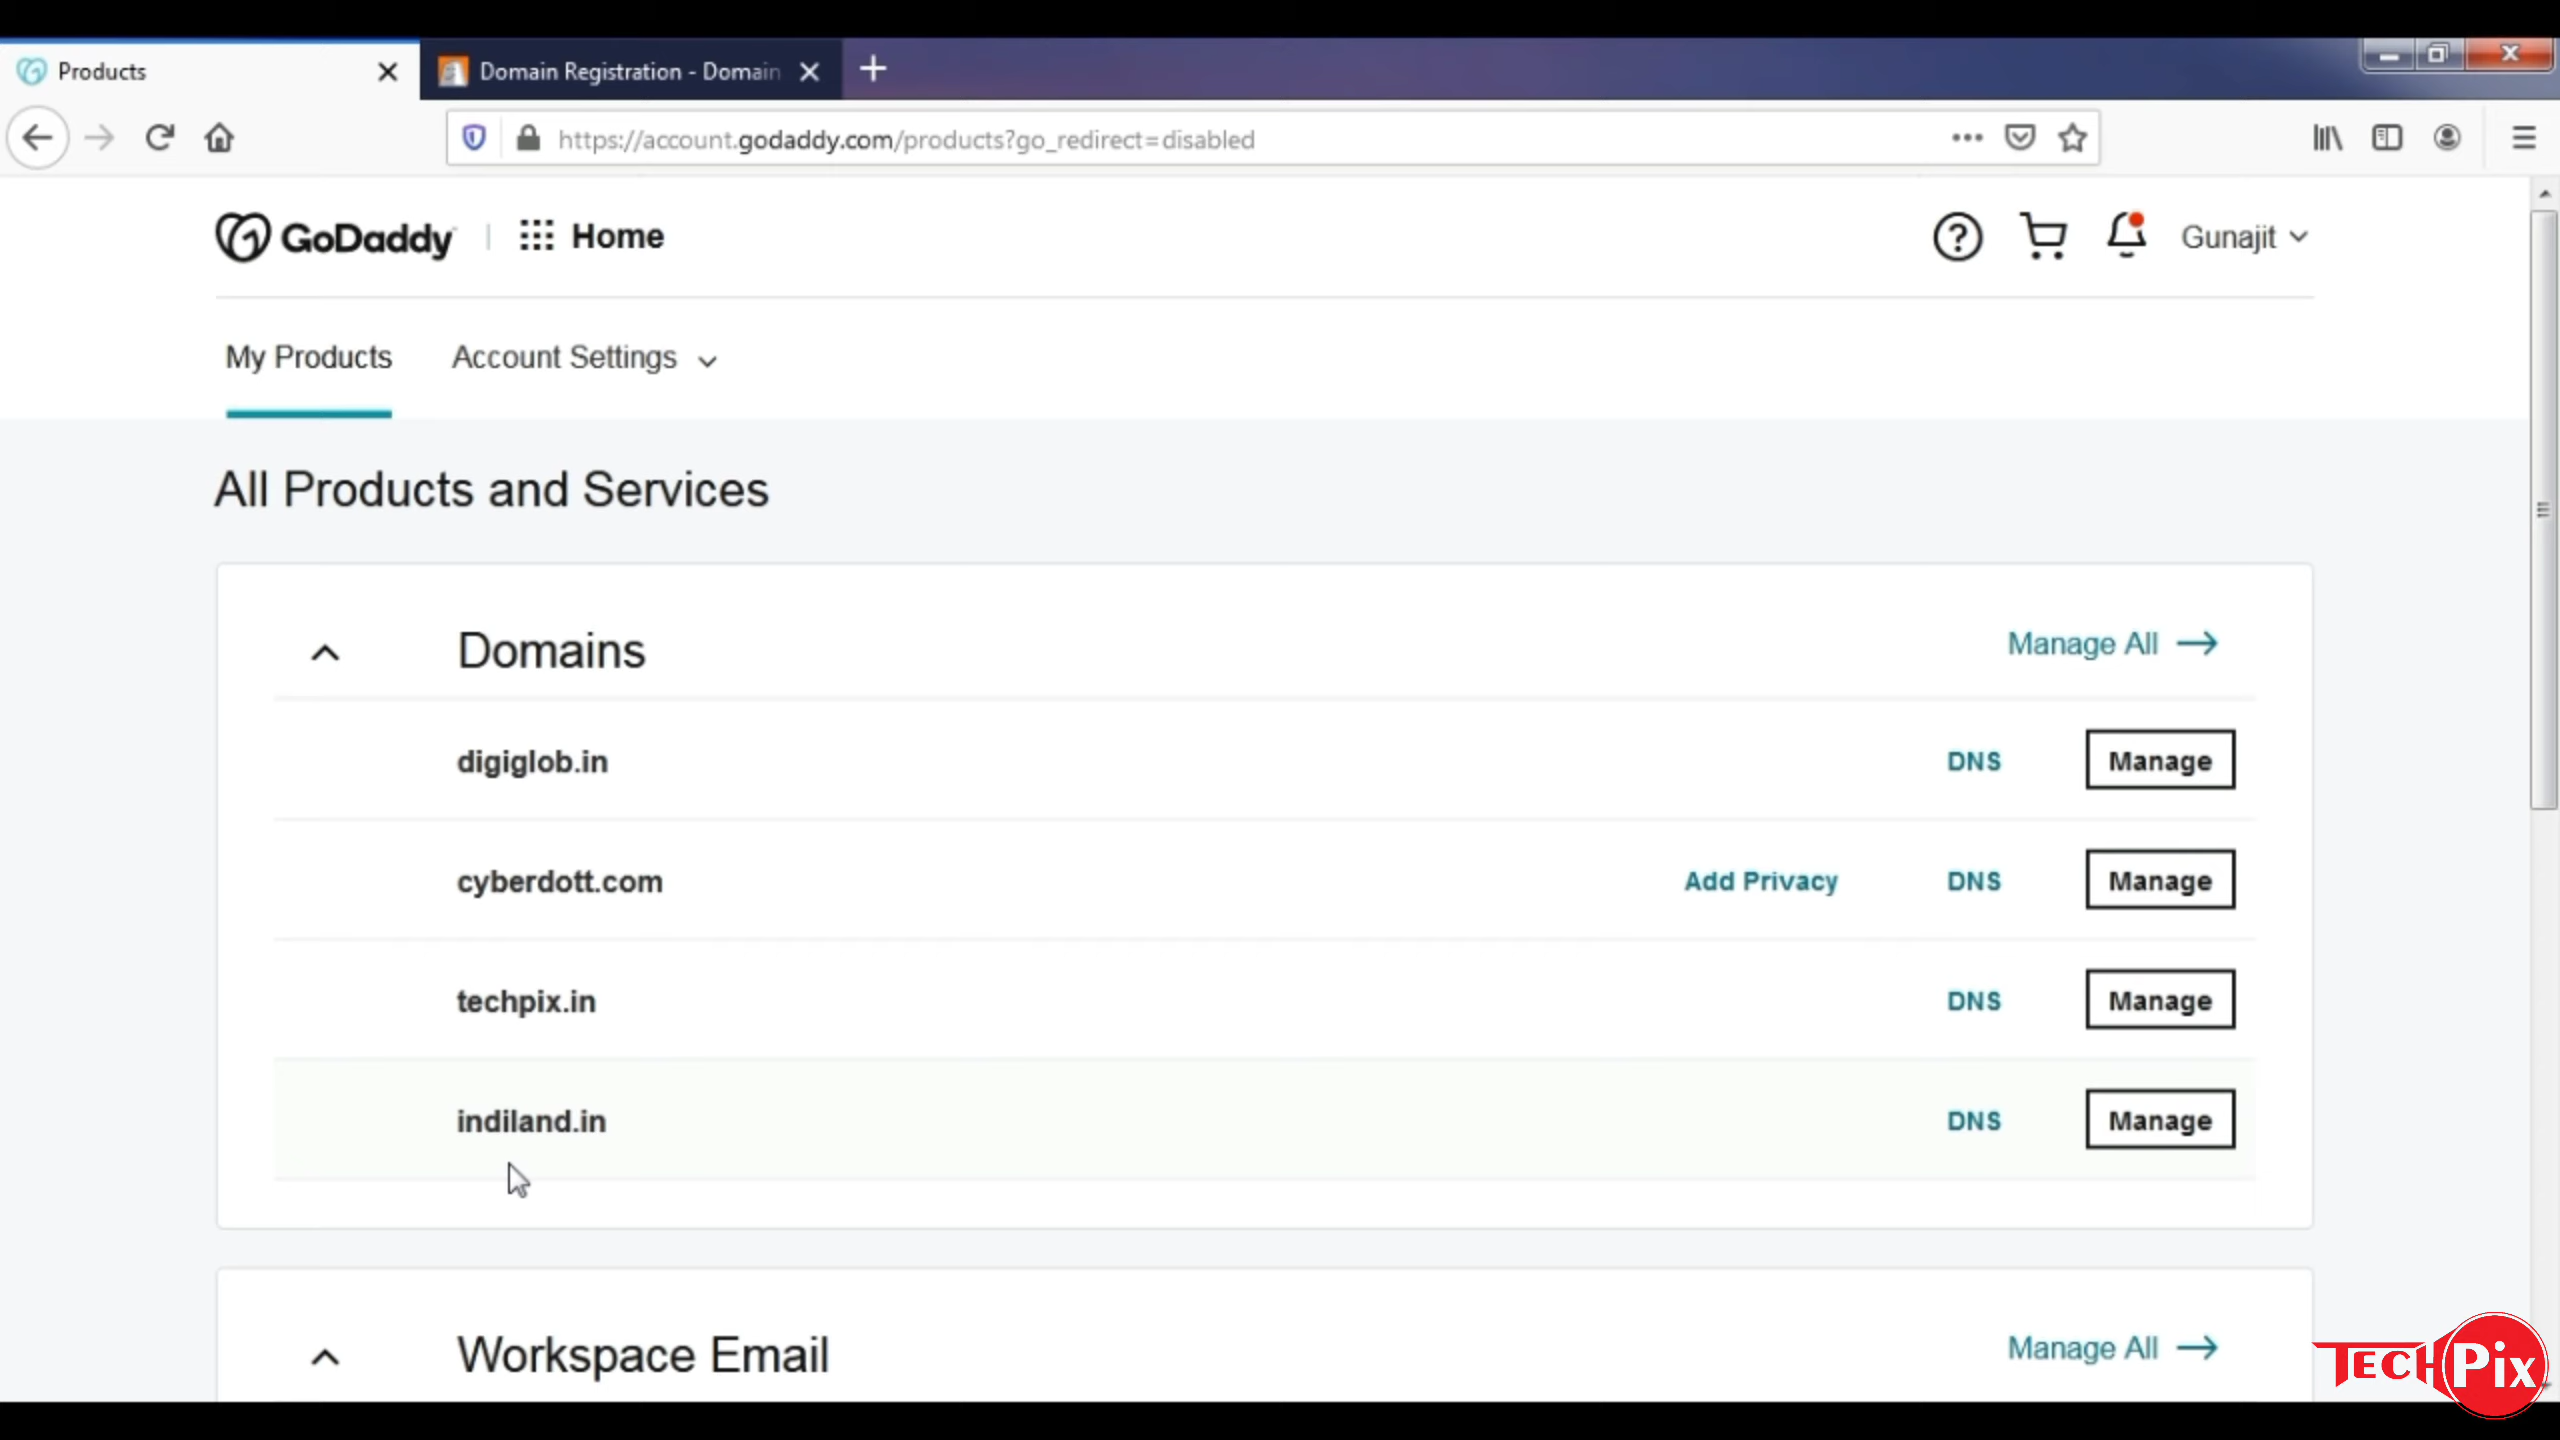 Products
Domain Registration - Domain
https://account.godaddy.com/products?go_redirect=disabled
GoDaddy
Home
Gunajit
My Products
Account Settings
All Products and Services
Domains
Manage All
digiglob.in
DNS
Manage
cyberdott.com
Add Privacy
DNS
Manage
techpix.in
DNS
Manage
indiland.in
DNS
Manage
Workspace Email
Manage All
TECHPix